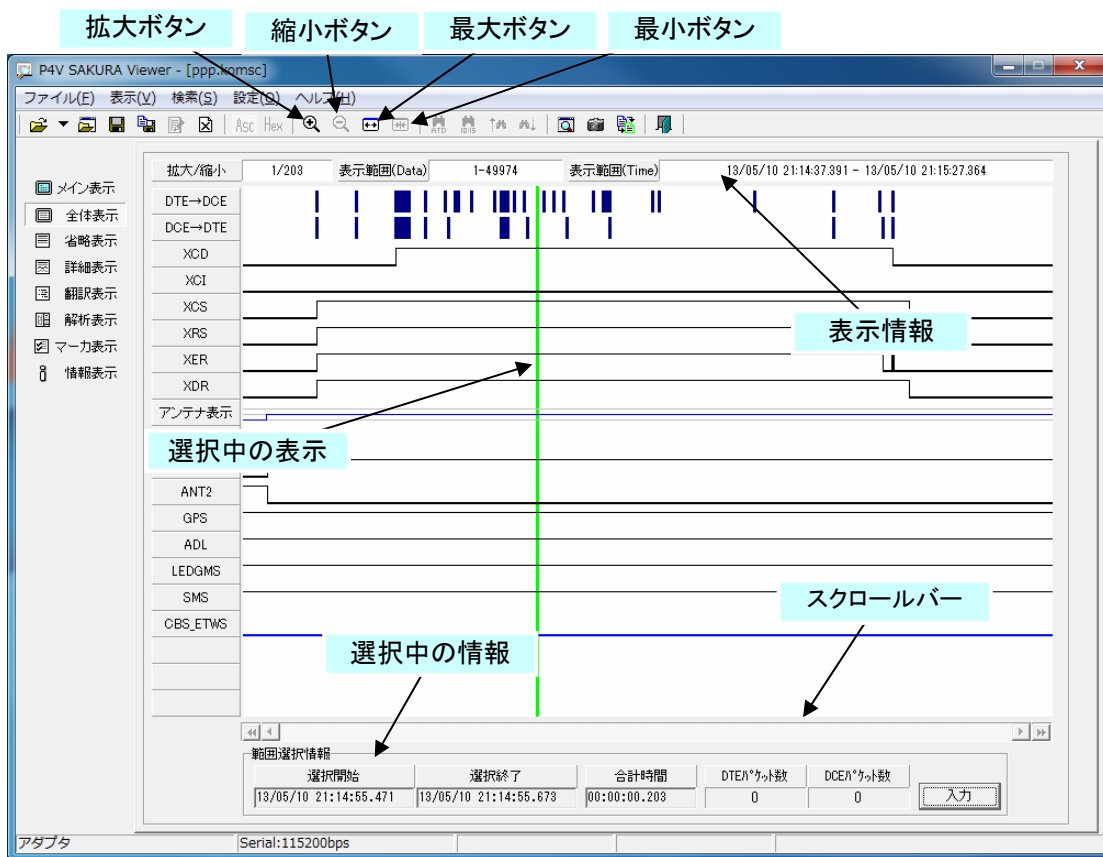 拡大ボタン
縮小ボタン
最大ボタン
最小ボタン
P4V SAKURA Viewer - [ppp.komsc]
ファイル(F) 表示(V) 検索(S) 設定(O) ヘルプ(H)
Asc Hex ATD
拡大/縮小 1/203 表示範囲(Data) 1-49974 表示範囲(Time) 13/05/10 21:14:37.391 - 13/05/10 21:15:27.364
メイン表示
全体表示
省略表示
詳細表示
翻訳表示
解析表示
マーカ表示
情報表示
DTE→DCE
DCE→DTE
XCD
XCI
XCS
XRS
XER
XDR
アンテナ表示
ANT2
GPS
ADL
LEDGMS
SMS
CBS_ETWS
表示情報
選択中の表示
スクロールバー
選択中の情報
範囲選択情報
選択開始 選択終了 合計時間 DTEパケット数 DCEパケット数
13/05/10 21:14:55.471 13/05/10 21:14:55.673 00:00:00.203 0 0 入力
アダプタ Serial:115200bps